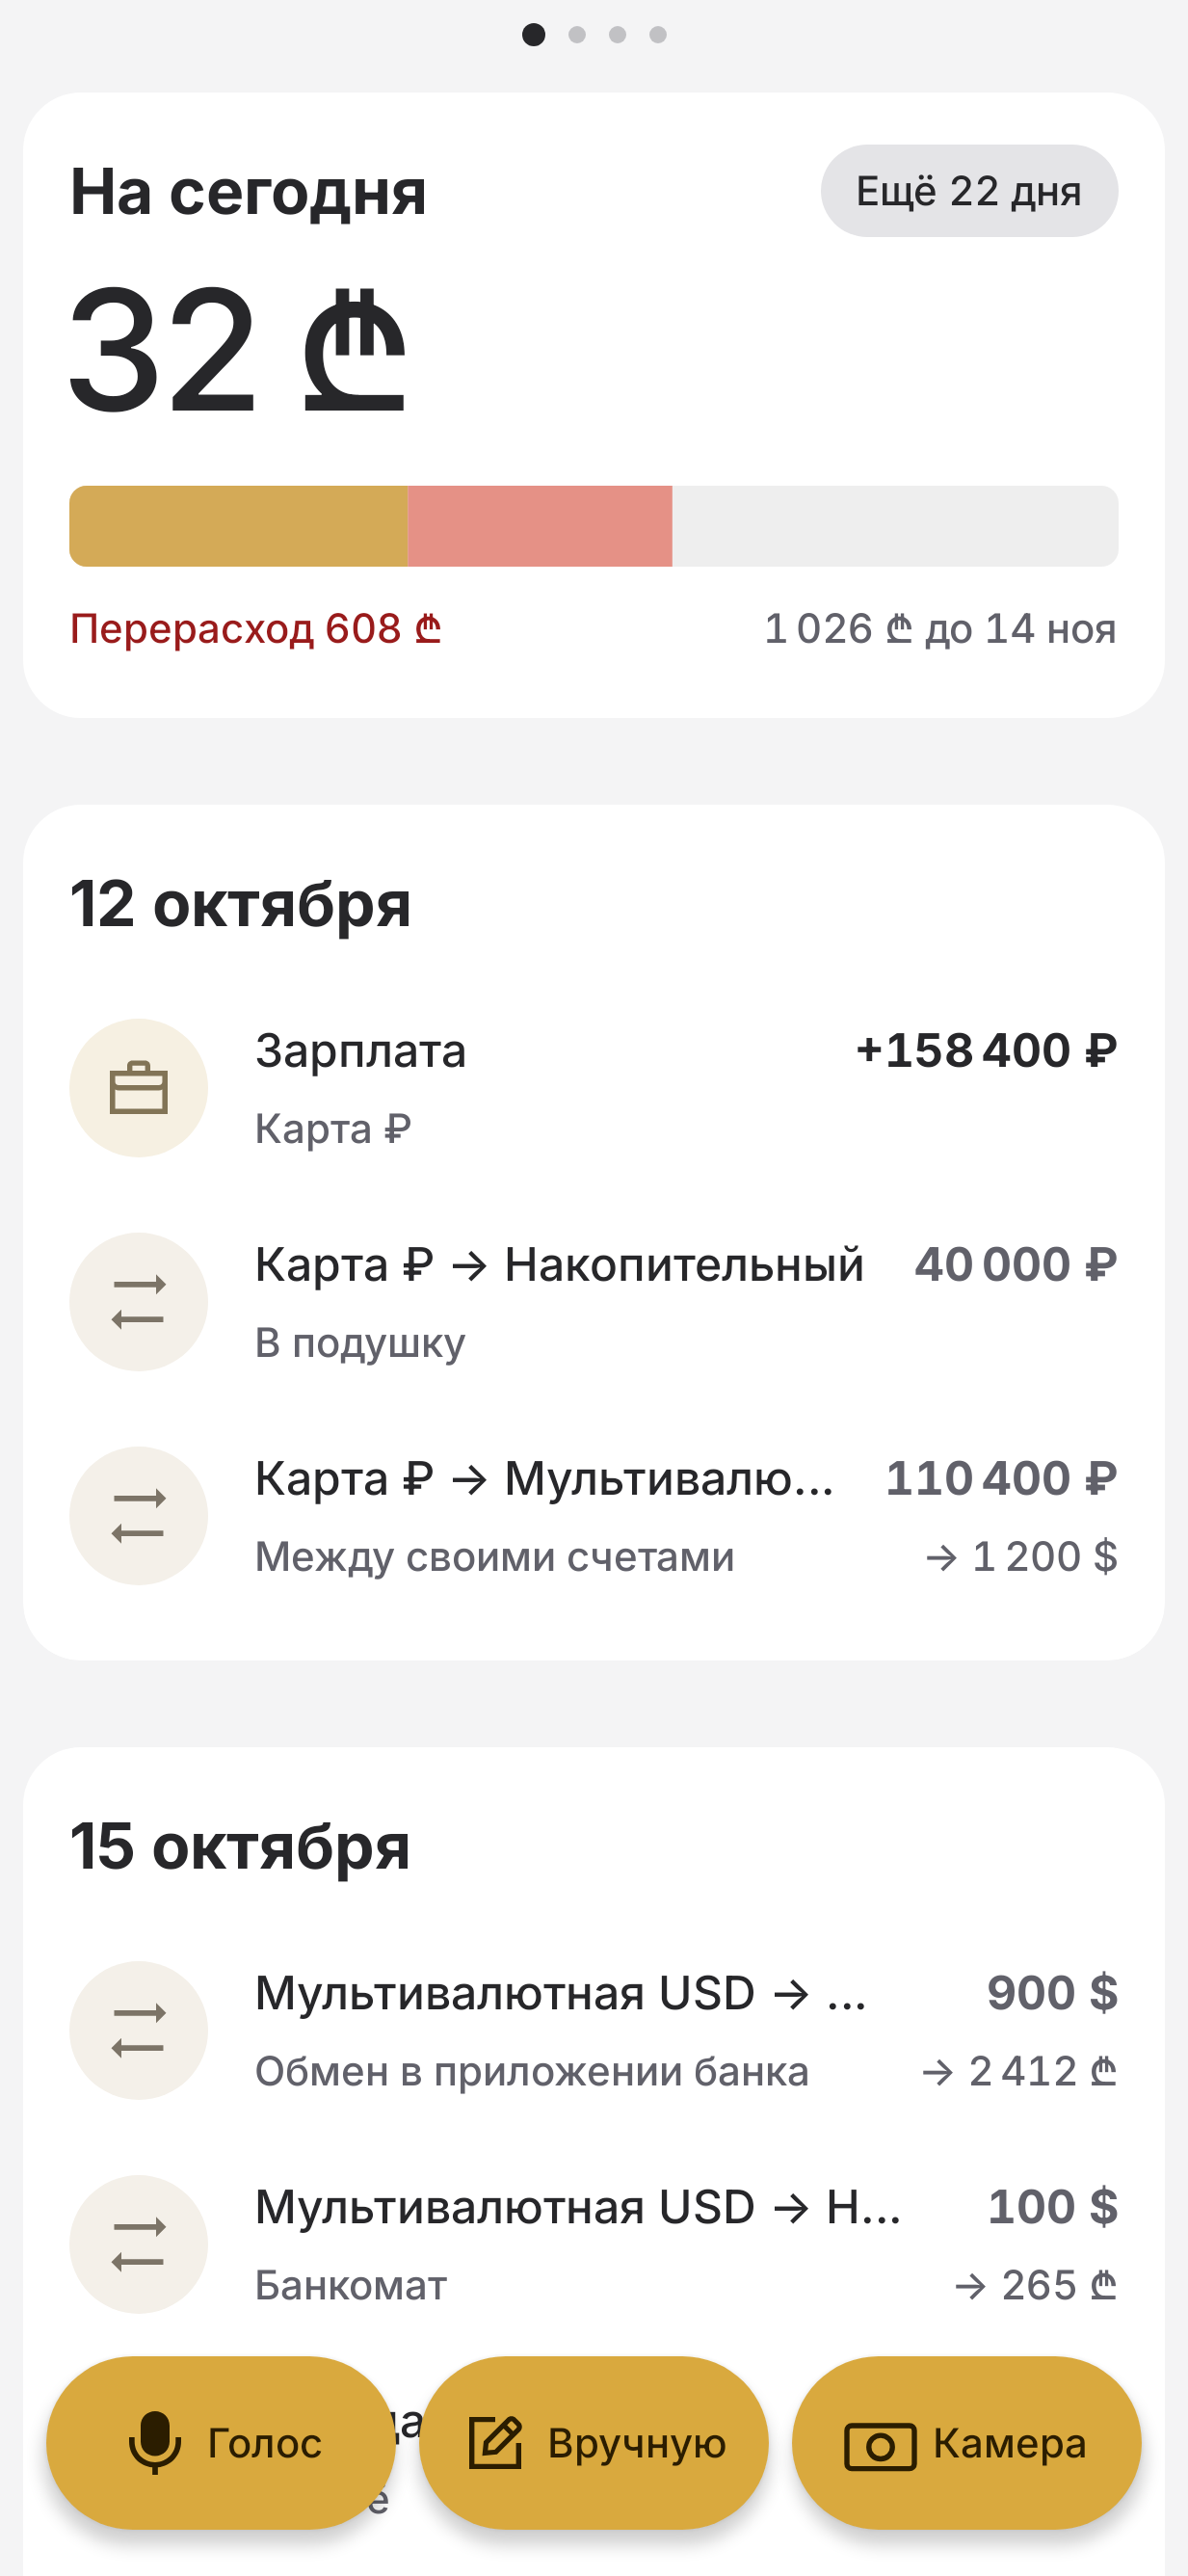 На сегодня
Ещё 22 дня
32 ₾
Перерасход 608 ₾
1 026 ₾ до 14 ноя
12 октября
Зарплата
+158 400 ₽
Карта ₽
Карта ₽ → Накопительный
40 000 ₽
В подушку
Карта ₽ → Мультивалю...
110 400 ₽
Между своими счетами
→ 1 200 $
15 октября
Мультивалютная USD → ...
900 $
Обмен в приложении банка
→ 2 412 ₾
Мультивалютная USD → Н...
100 $
Банкомат
→ 265 ₾
Голос
Вручную
Камера